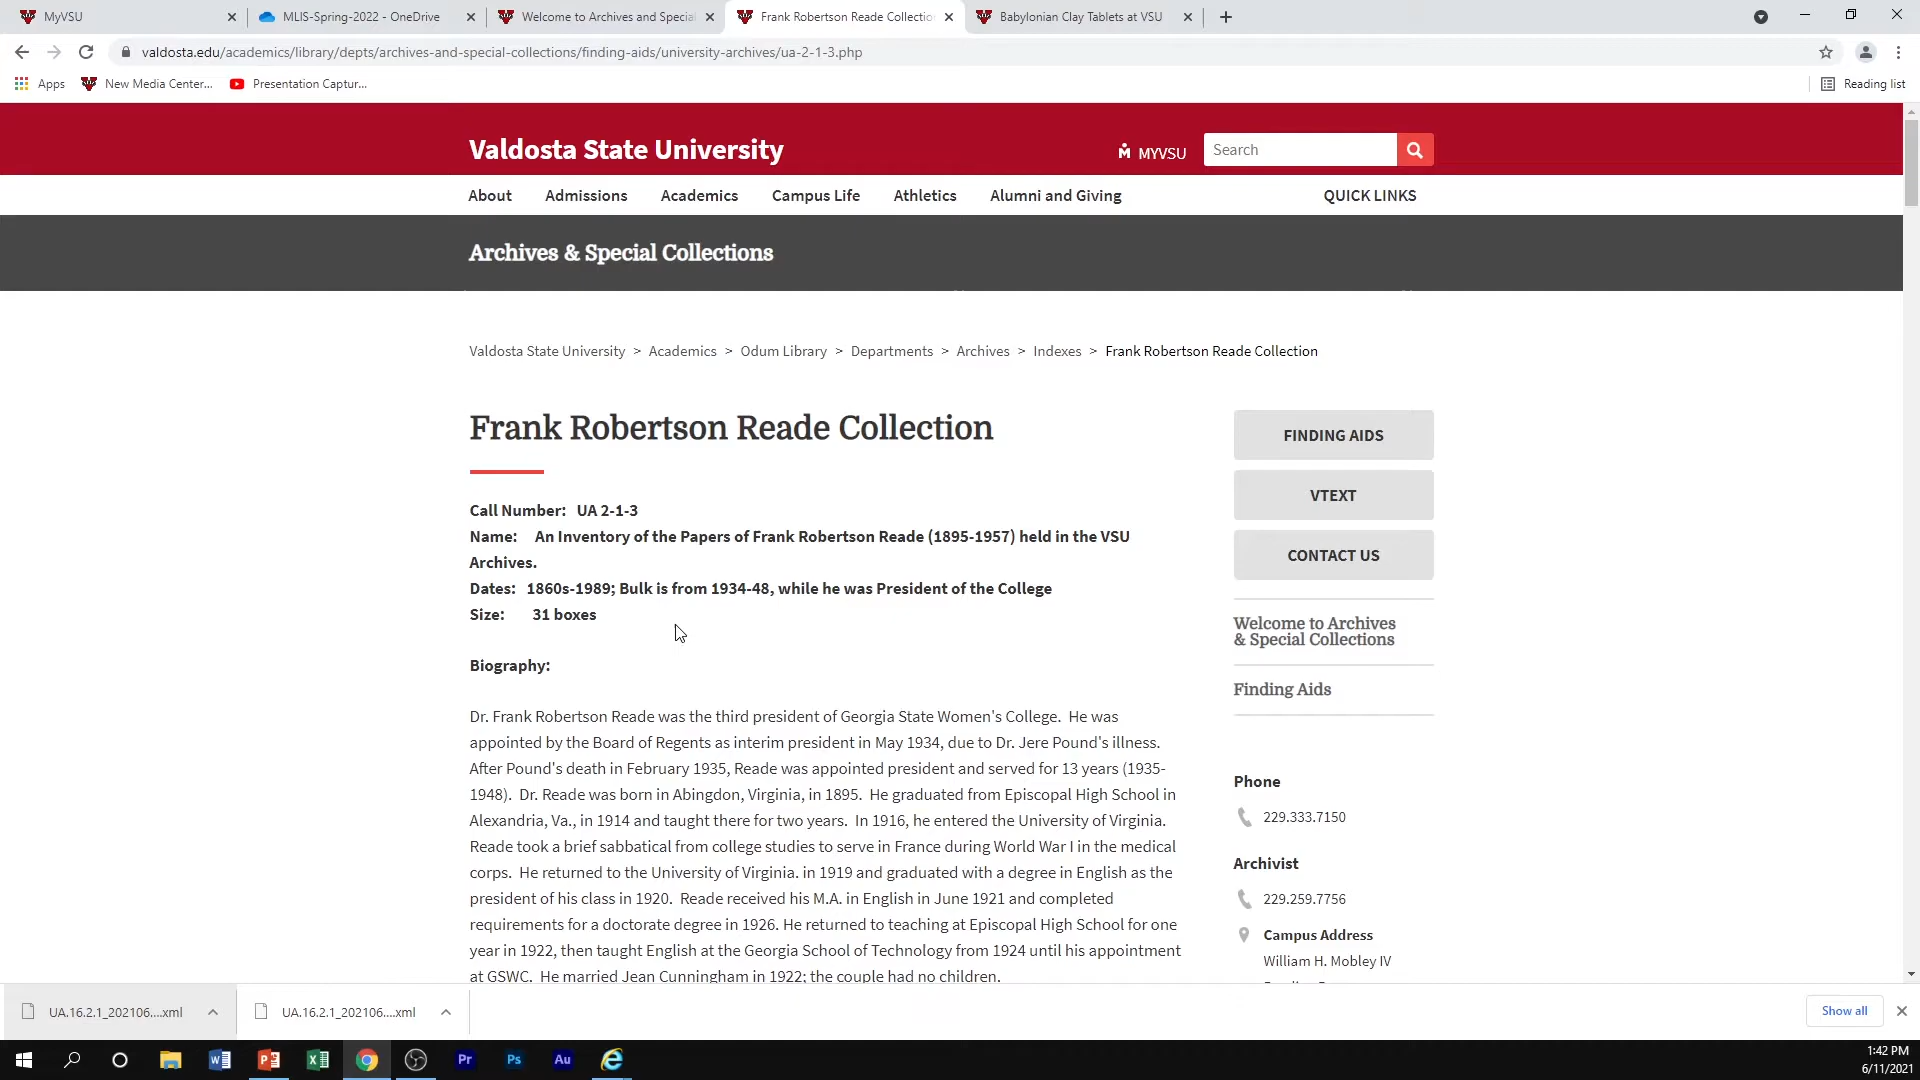 MyVSU
MLIS-Spring-2022 - OneDrive
Welcome to Archives and Special
Frank Robertson Reade Collection
Babylonian Clay Tablets at VSU
valdosta.edu/academics/library/depts/archives-and-special-collections/finding-aids/university-archives/ua-2-1-3.php
Apps
New Media Center...
Presentation Captur...
Reading list
Valdosta State University
MYVSU
Search
About
Admissions
Academics
Campus Life
Athletics
Alumni and Giving
QUICK LINKS
Archives & Special Collections
Valdosta State University > Academics > Odum Library > Departments > Archives > Indexes > Frank Robertson Reade Collection
Frank Robertson Reade Collection
Call Number: UA 2-1-3
Name: An Inventory of the Papers of Frank Robertson Reade (1895-1957) held in the VSU
Archives.
Dates: 1860s-1989; Bulk is from 1934-48, while he was President of the College
Size: 31 boxes
Biography:
Dr. Frank Robertson Reade was the third president of Georgia State Women's College. He was
appointed by the Board of Regents as interim president in May 1934, due to Dr. Jere Pound's illness.
After Pound's death in February 1935, Reade was appointed president and served for 13 years (1935-
1948). Dr. Reade was born in Abingdon, Virginia, in 1895. He graduated from Episcopal High School in
Alexandria, Va., in 1914 and taught there for two years. In 1916, he entered the University of Virginia.
Reade took a brief sabbatical from college studies to serve in France during World War I in the medical
corps. He returned to the University of Virginia. in 1919 and graduated with a degree in English as the
president of his class in 1920. Reade received his M.A. in English in June 1921 and completed
requirements for a doctorate degree in 1926. He returned to teaching at Episcopal High School for one
year in 1922, then taught English at the Georgia School of Technology from 1924 until his appointment
at GSWC. He married Jean Cunningham in 1922; the couple had no children.
FINDING AIDS
VTEXT
CONTACT US
Welcome to Archives
& Special Collections
Finding Aids
Phone
229.333.7150
Archivist
229.259.7756
Campus Address
William H. Mobley IV
UA.16.2.1_202106....xml
UA.16.2.1_202106....xml
Show all
Pr
Ps
Au
1:42 PM
6/11/2021